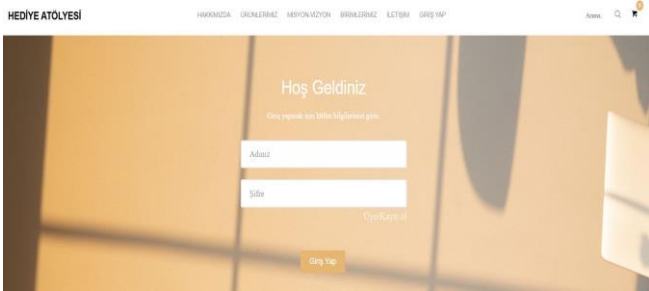 HEDİYE ATÖLYESİ
HAKKIMIZDA ÜRÜNLERİMİZ MİSYON-VİZYON BİRİMLERİMİZ İLETİŞİM GİRİŞ YAP
Arama.. 0
Hoş Geldiniz
Giriş yapmak için lütfen bilgilerinizi girin.
Adınız
Şifre
Üye/Kayıt ol
Giriş Yap